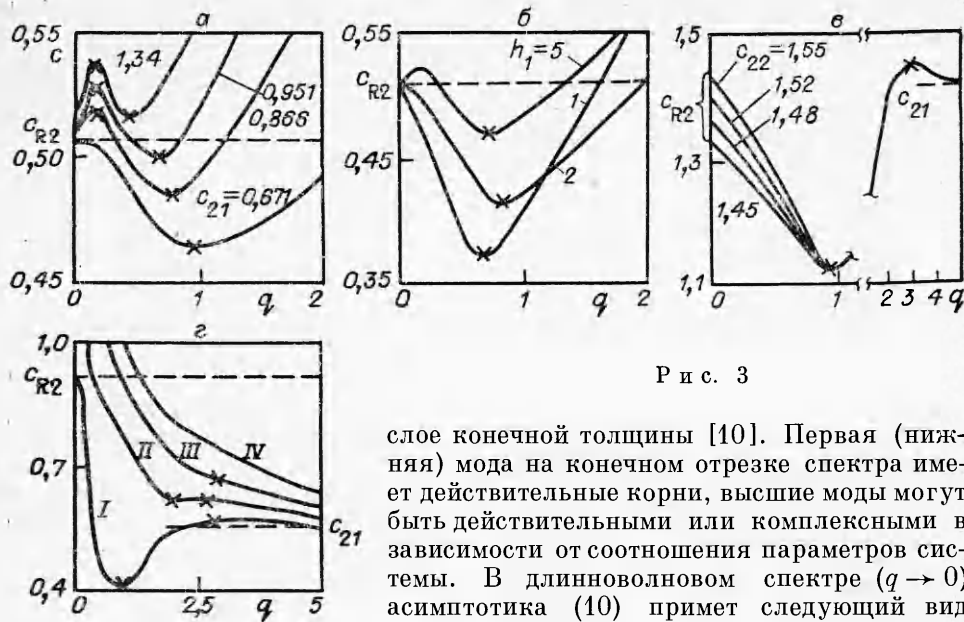 а
б
в
0,55
c
1,34
0,951
0,866
c_R2
0,50
c_21=0,671
0,45
0
1
q
2
0,55
h_1=5
c_R2
1
0,45
2
0,35
0
1
q
2
1,5
c_22=1,55
1,52
1,48
c_R2
c_21
1,3
1,45
1,1
0
1
2
3
4
q
г
1,0
c_R2
0,7
I
II
III
IV
c_21
0,4
0
2,5
q
5
Рис. 3
слое конечной толщины [10]. Первая (ниж-
няя) мода на конечном отрезке спектра име-
ет действительные корни, высшие моды могут
быть действительными или комплексными в
зависимости от соотношения параметров сис-
темы. В длинноволновом спектре (q → 0)
асимптотика (10) примет следующий вид